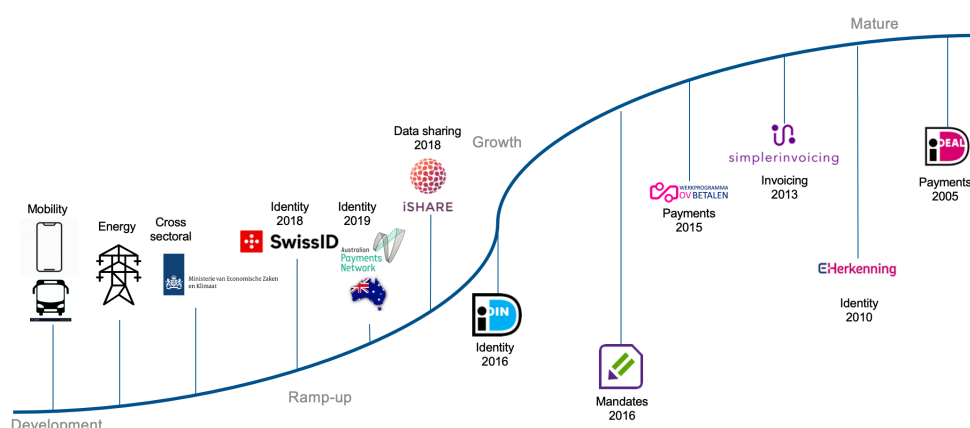 Mature
Data sharing
2018
Growth
iDEAL
Payments
2005
simplerinvoicing
Invoicing
2013
WERKPROGRAMMA
OV BETALEN
Payments
2015
Mobility
Energy
Cross
sectoral
Identity
2018
SwissID
Identity
2019
Australian
Payments
Network
iSHARE
Ministerie van Economische Zaken
en Klimaat
EHerkenning
Identity
2010
iDIN
Identity
2016
Mandates
2016
Ramp-up
Development